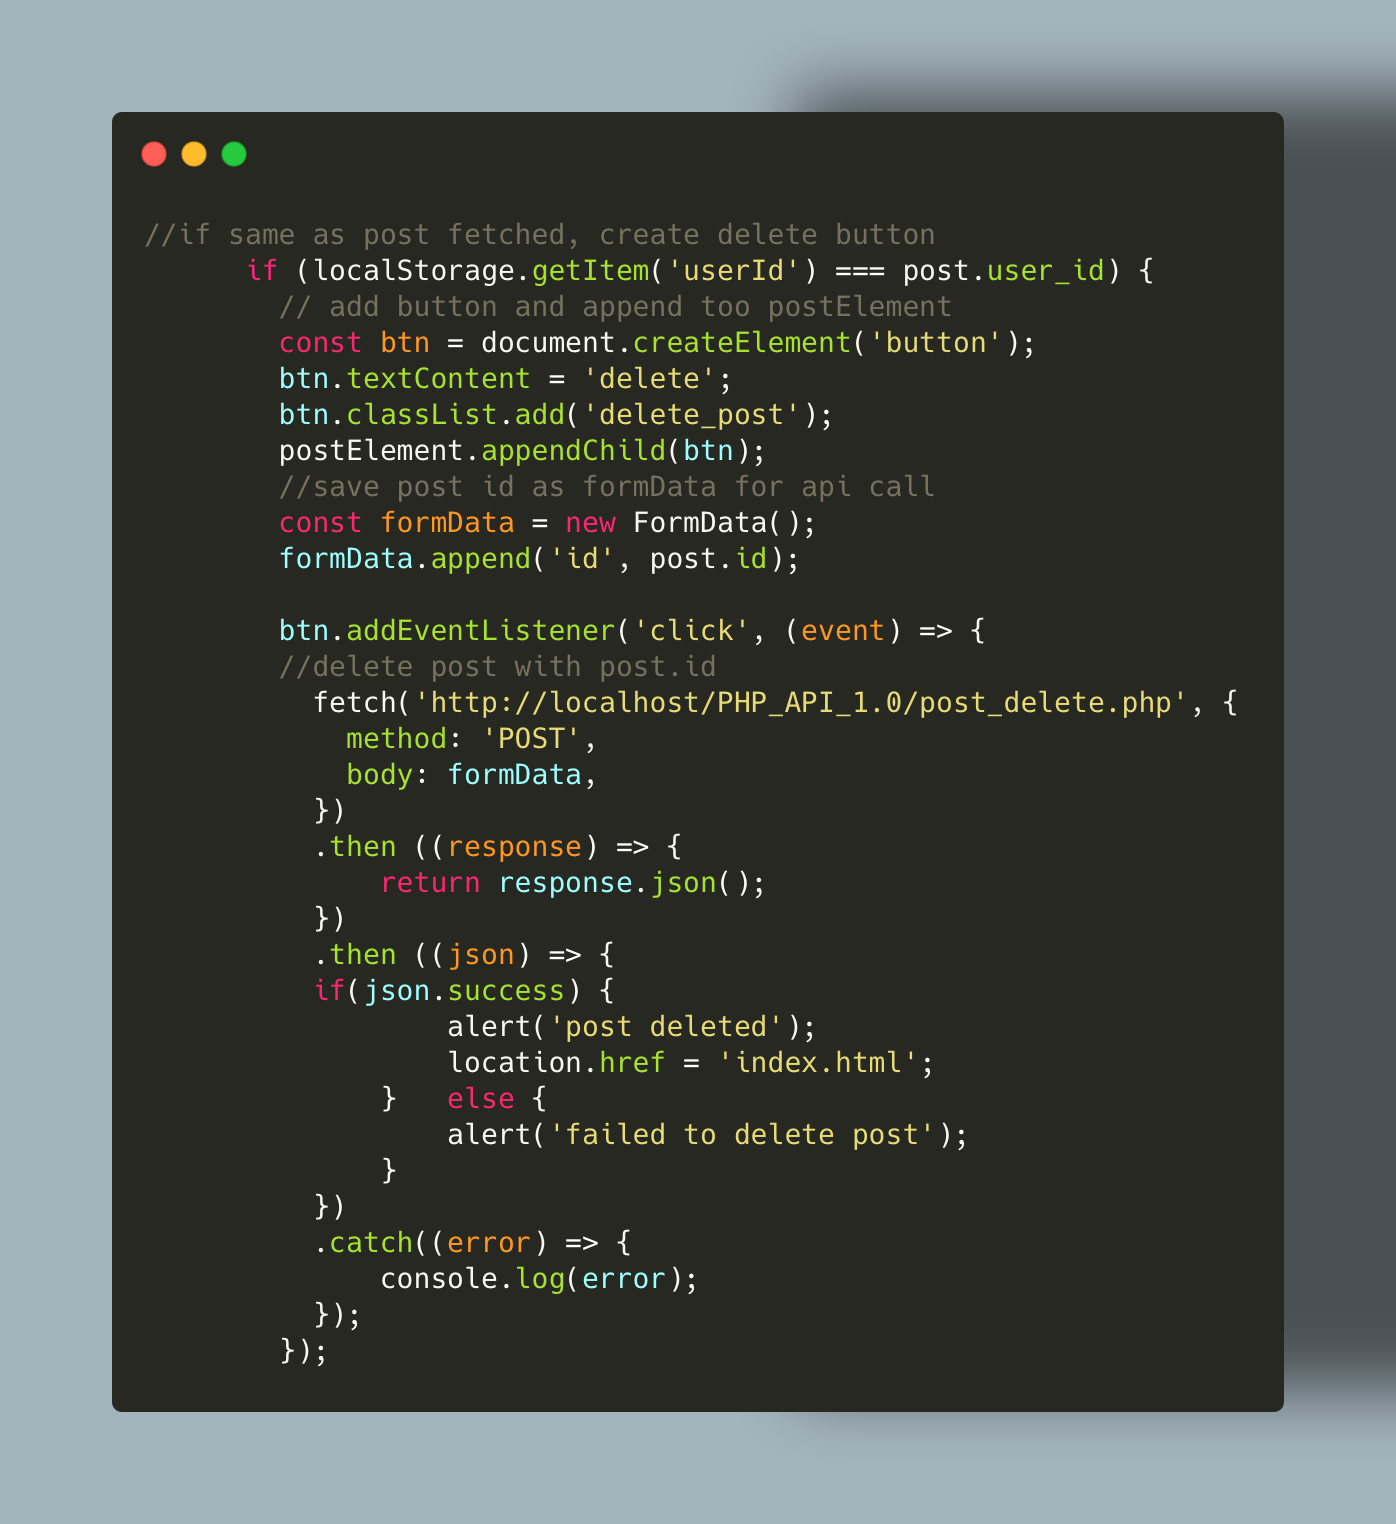 //if same as post fetched, create delete button
if (localStorage.getItem('userId') === post.user_id) {
// add button and append too postElement
const btn = document.createElement('button');
btn.textContent = 'delete';
btn.classList.add('delete_post');
postElement.appendChild(btn);
//save post id as formData for api call
const formData = new FormData();
formData.append('id', post.id);
btn.addEventListener('click', (event) => {
//delete post with post.id
fetch('http://localhost/PHP_API_1.0/post_delete.php', {
method: 'POST',
body: formData,
})
.then ((response) => {
return response.json();
})
.then ((json) => {
if(json.success) {
alert('post deleted');
location.href = 'index.html';
}   else {
alert('failed to delete post');
}
})
.catch((error) => {
console.log(error);
});
});